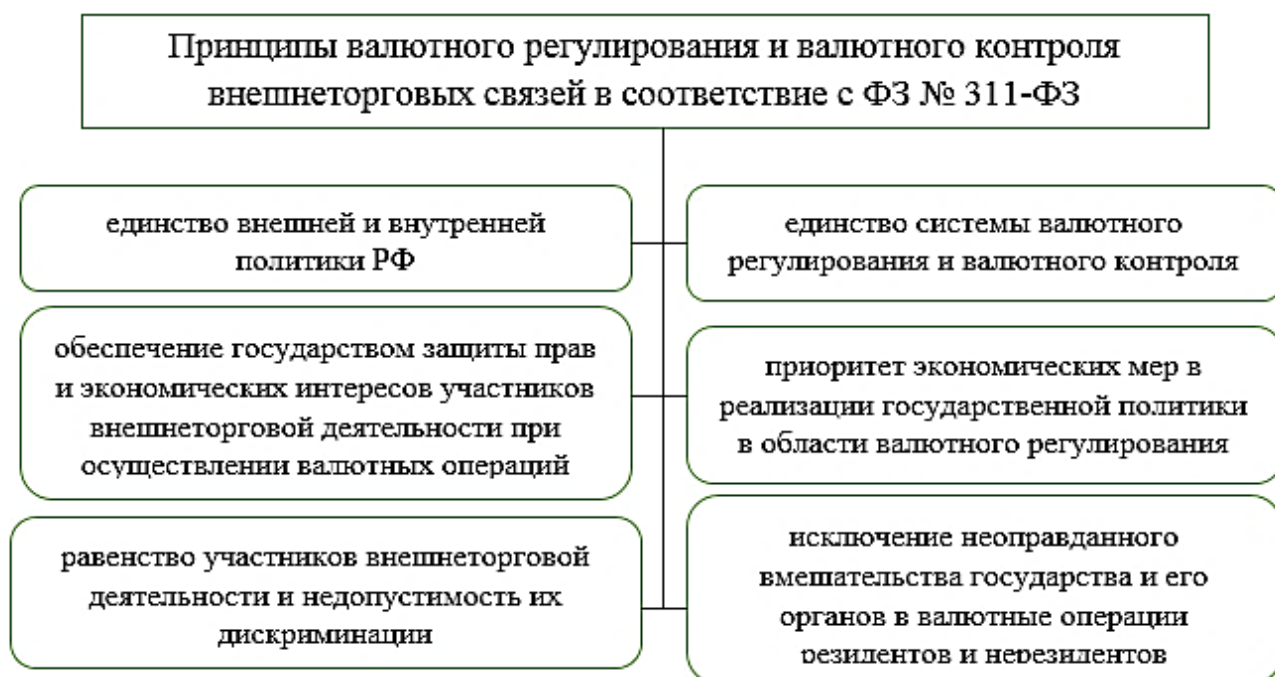 Принципы валютного регулирования и валютного контроля
внешнеторговых связей в соответствие с ФЗ № 311-ФЗ
единство внешней и внутренней
политики РФ
единство системы валютного
регулирования и валютного контроля
обеспечение государством защиты прав
и экономических интересов участников
внешнеторговой деятельности при
осуществлении валютных операций
приоритет экономических мер в
реализации государственной политики
в области валютного регулирования
равенство участников внешнеторговой
деятельности и недопустимость их
дискриминации
исключение неоправданного
вмешательства государства и его
органов в валютные операции
резидентов и нерезидентов